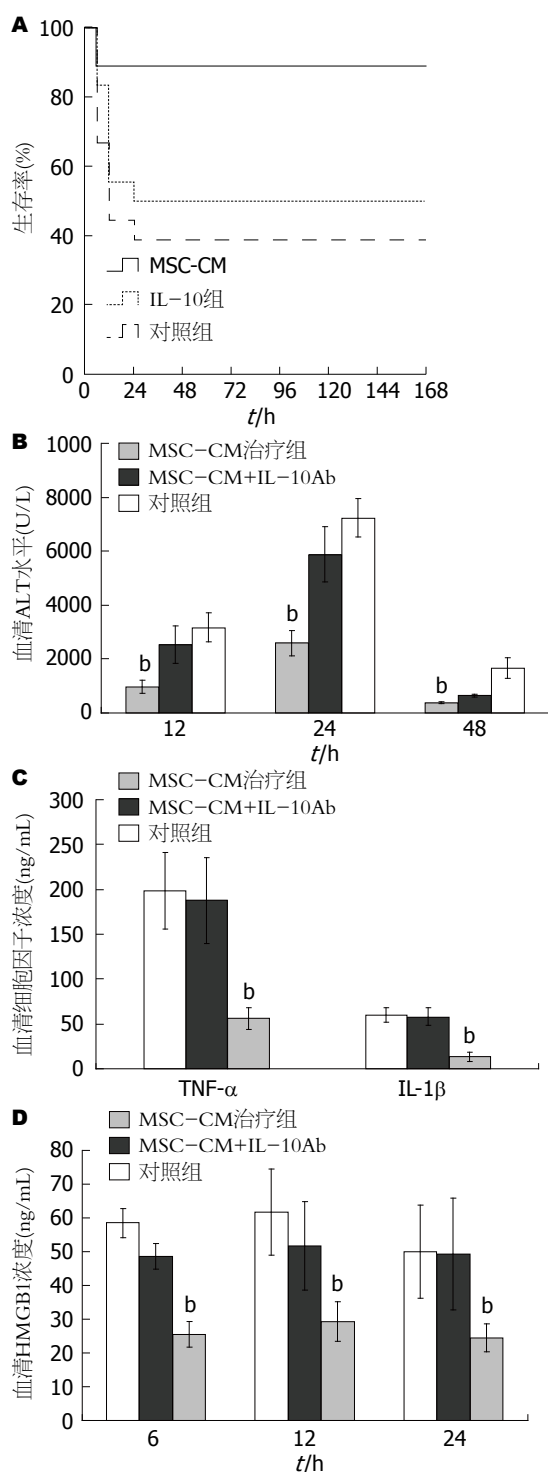 A
100
80
60
40
20
0
生存率(%)
MSC-CM
IL-10组
对照组
0 24 48 72 96 120 144 168
t/h
B
1000
8000
6000
4000
2000
0
血清ALT水平(U/L)
MSC-CM治疗组
MSC-CM+IL-10Ab
对照组
b b b
12 24 48
t/h
C
300
250
200
150
100
50
0
血清细胞因子浓度(ng/mL)
MSC-CM治疗组
MSC-CM+IL-10Ab
对照组
b b
TNF-α IL-1β
D
80
70
60
50
40
30
20
10
0
血清HMGB1浓度(ng/mL)
MSC-CM治疗组
MSC-CM+IL-10Ab
对照组
b b b
6 12 24
t/h